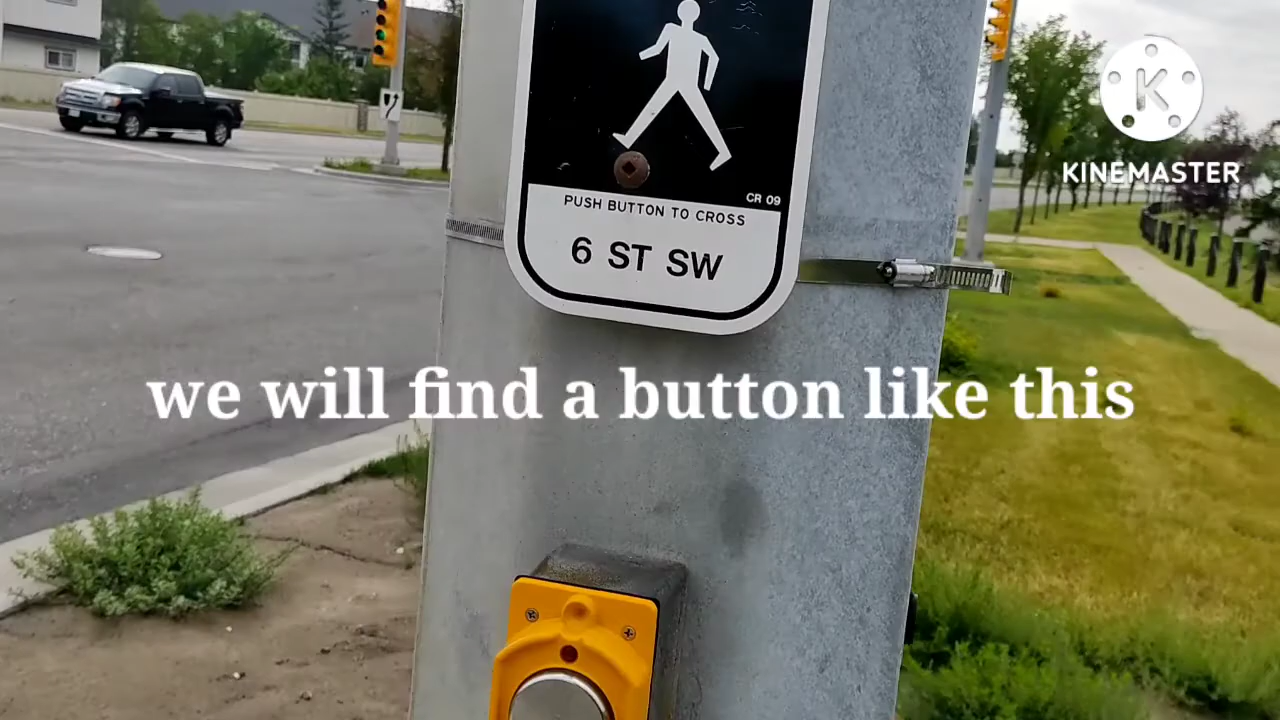 CR 09
PUSH BUTTON TO CROSS
6 ST SW
K
KINEMASTER
we will find a button like this